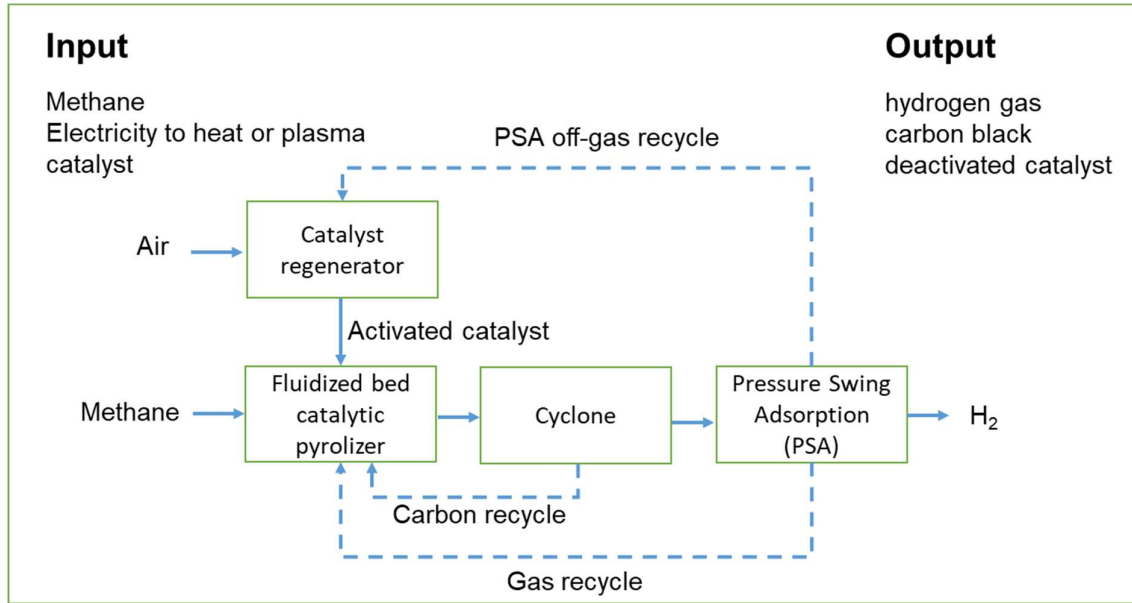 Input
Methane
Electricity to heat or plasma
catalyst
Output
hydrogen gas
carbon black
deactivated catalyst
PSA off-gas recycle
Air
Catalyst
regenerator
Activated catalyst
Methane
Fluidized bed
catalytic
pyrolizer
Cyclone
Pressure Swing
Adsorption
(PSA)
H₂
Carbon recycle
Gas recycle